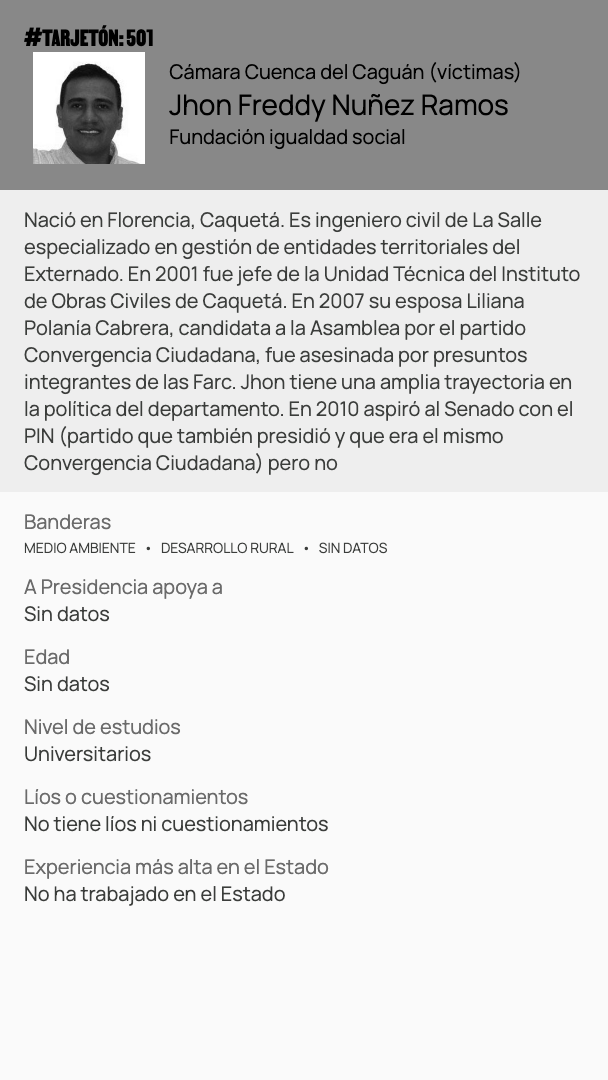 #TARJETÓN: 501
Cámara Cuenca del Caguán (víctimas)
Jhon Freddy Nuñez Ramos
Fundación igualdad social
Nació en Florencia, Caquetá. Es ingeniero civil de La Salle
especializado en gestión de entidades territoriales del
Externado. En 2001 fue jefe de la Unidad Técnica del Instituto
de Obras Civiles de Caquetá. En 2007 su esposa Liliana
Polanía Cabrera, candidata a la Asamblea por el partido
Convergencia Ciudadana, fue asesinada por presuntos
integrantes de las Farc. Jhon tiene una amplia trayectoria en
la política del departamento. En 2010 aspiró al Senado con el
PIN (partido que también presidió y que era el mismo
Convergencia Ciudadana) pero no
Banderas
MEDIO AMBIENTE • DESARROLLO RURAL • SIN DATOS
A Presidencia apoya a
Sin datos
Edad
Sin datos
Nivel de estudios
Universitarios
Líos o cuestionamientos
No tiene líos ni cuestionamientos
Experiencia más alta en el Estado
No ha trabajado en el Estado